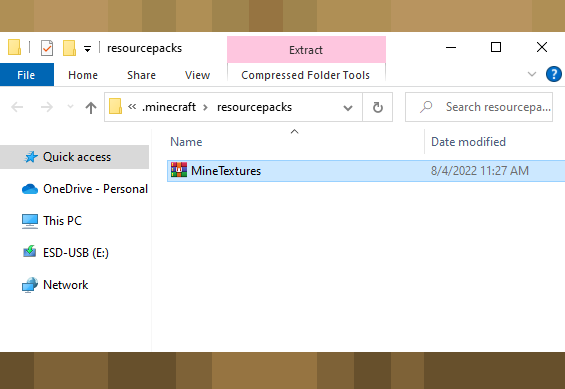 resourcepacks
Extract
File
Home
Share
View
Compressed Folder Tools
« .minecraft > resourcepacks
Search resourcepa...
Name
Date modified
Quick access
MineTextures
8/4/2022 11:27 AM
OneDrive - Personal
This PC
ESD-USB (E:)
Network